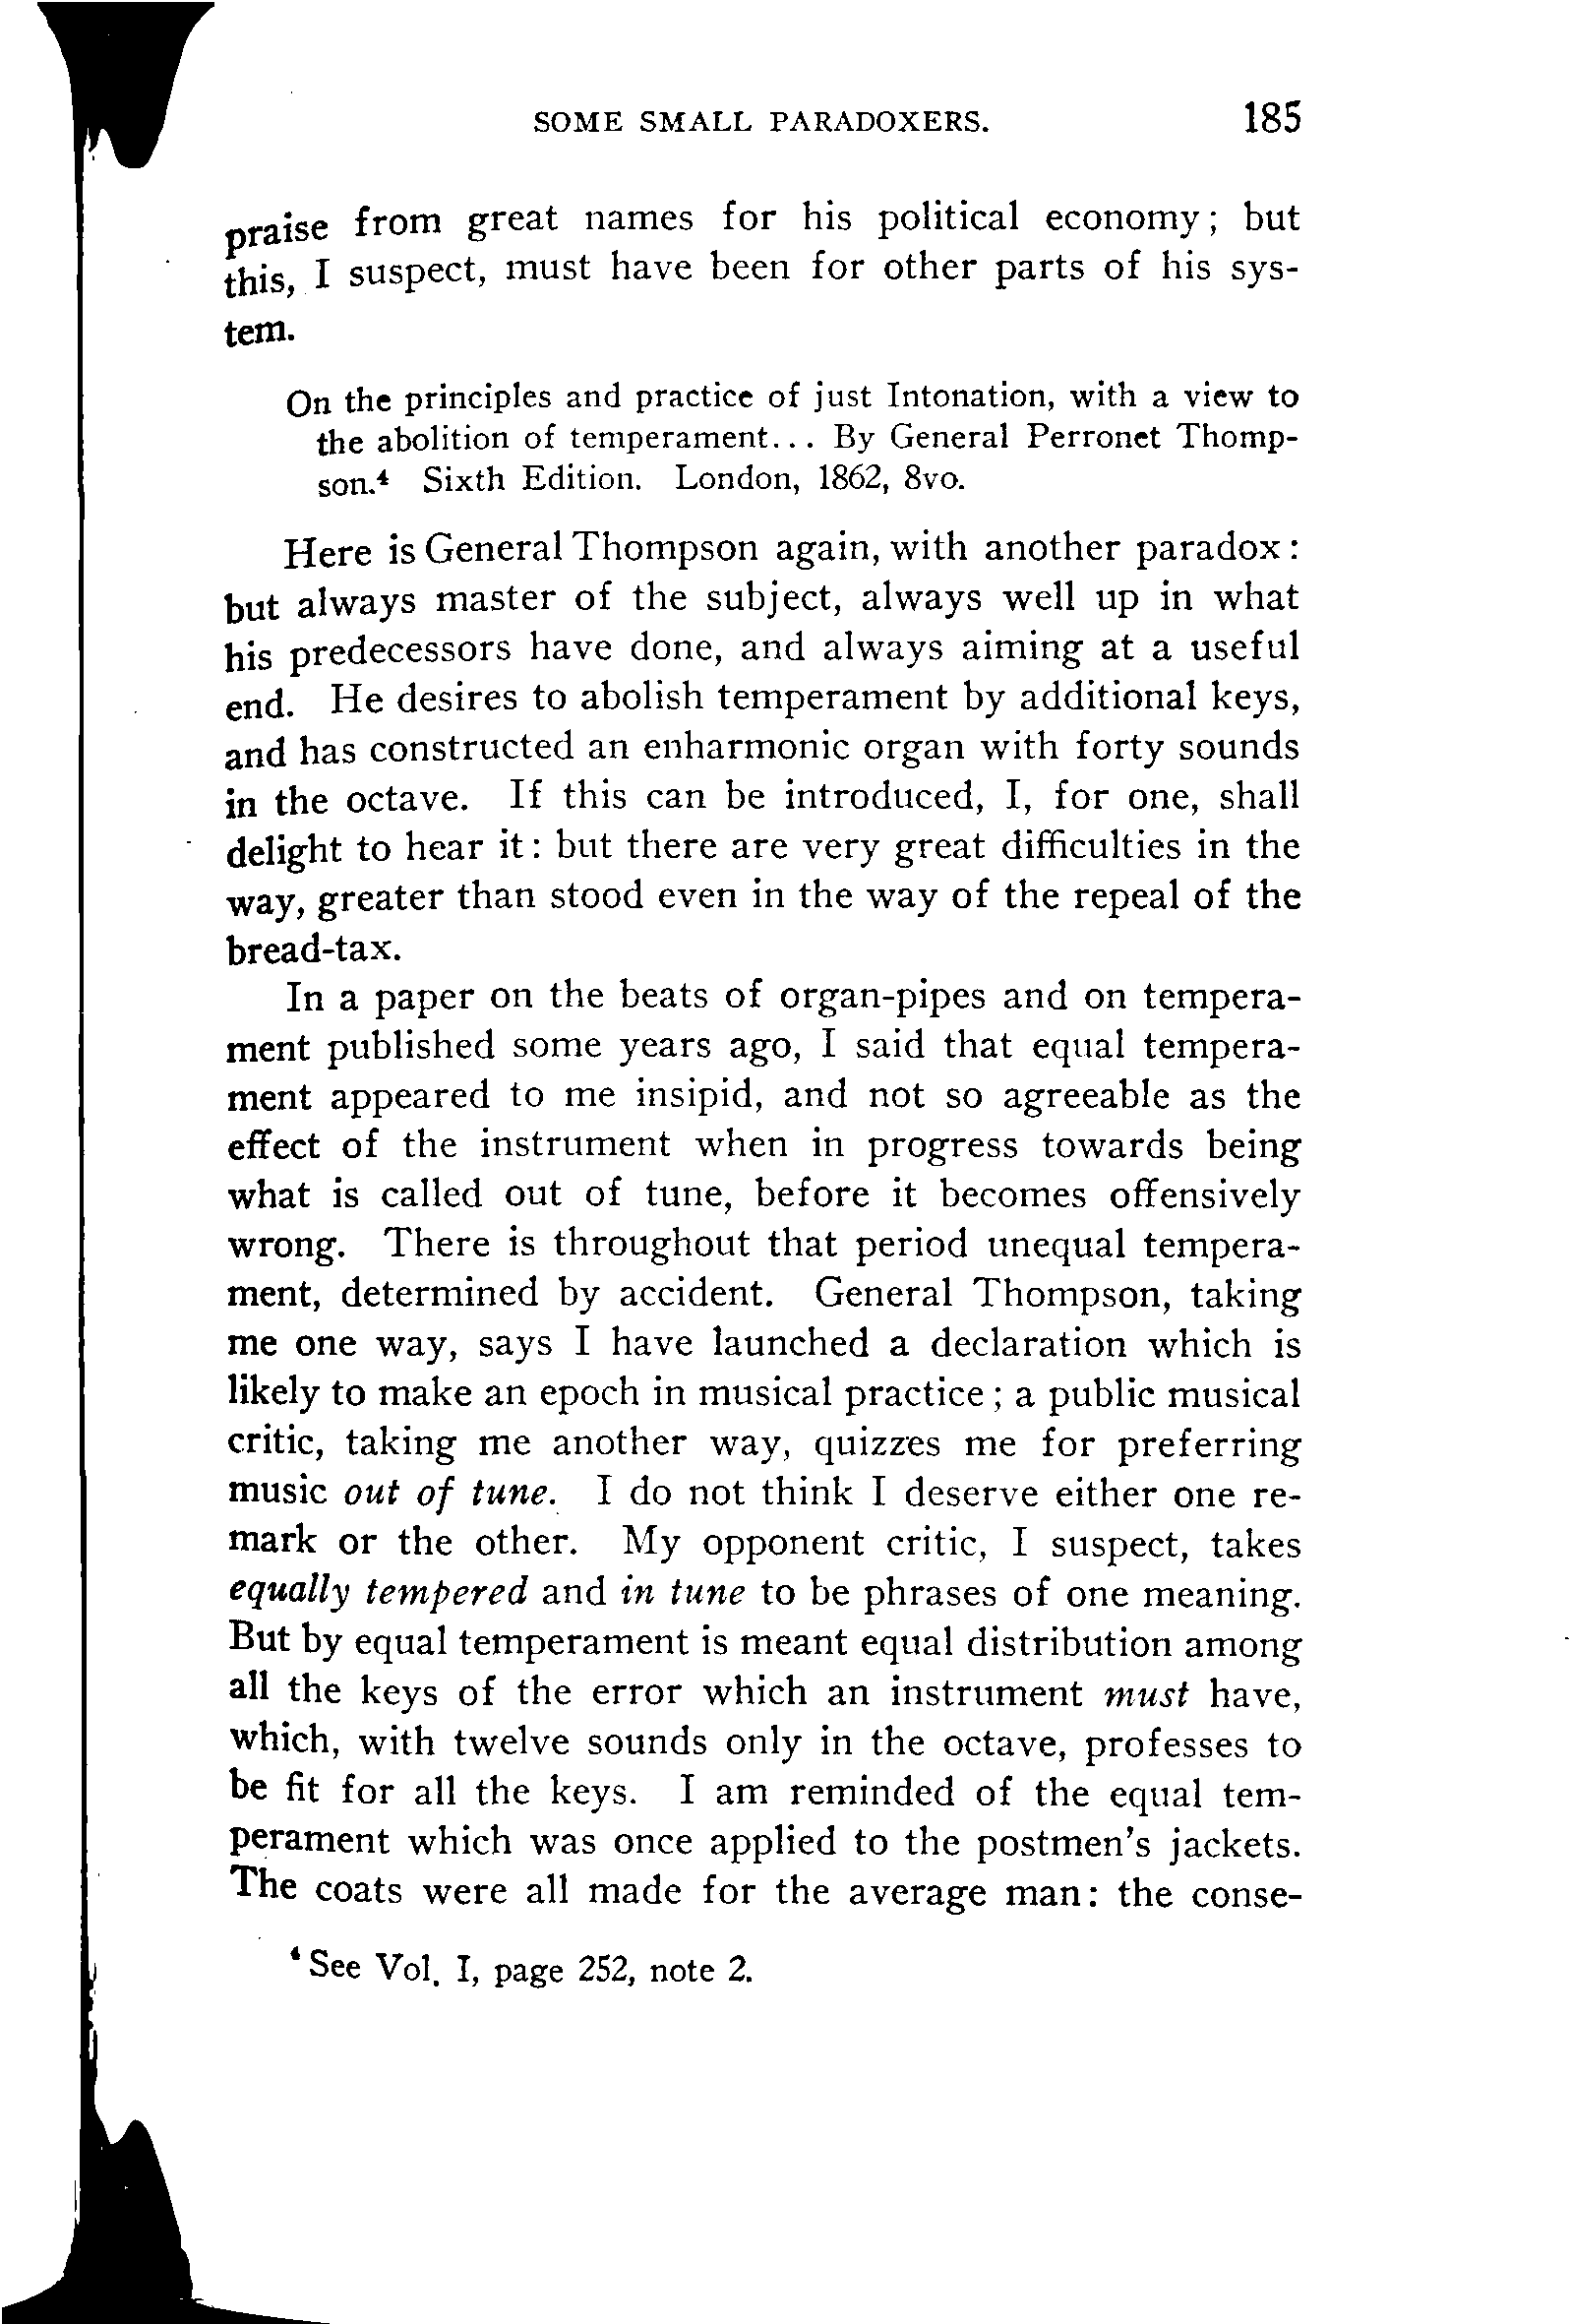 SOME SMALL PARADOXERS. 185
praise from great names for his political economy; but
this, I suspect, must have been for other parts of his sys-
tem.
On the principles and practice of just Intonation, with a view to
the abolition of temperament... By General Perronet Thomp-
son.⁴ Sixth Edition. London, 1862, 8vo.
Here is General Thompson again, with another paradox:
but always master of the subject, always well up in what
his predecessors have done, and always aiming at a useful
end. He desires to abolish temperament by additional keys,
and has constructed an enharmonic organ with forty sounds
in the octave. If this can be introduced, I, for one, shall
delight to hear it: but there are very great difficulties in the
way, greater than stood even in the way of the repeal of the
bread-tax.
In a paper on the beats of organ-pipes and on tempera-
ment published some years ago, I said that equal tempera-
ment appeared to me insipid, and not so agreeable as the
effect of the instrument when in progress towards being
what is called out of tune, before it becomes offensively
wrong. There is throughout that period unequal tempera-
ment, determined by accident. General Thompson, taking
me one way, says I have launched a declaration which is
likely to make an epoch in musical practice; a public musical
critic, taking me another way, quizzes me for preferring
music out of tune. I do not think I deserve either one re-
mark or the other. My opponent critic, I suspect, takes
equally tempered and in tune to be phrases of one meaning.
But by equal temperament is meant equal distribution among
all the keys of the error which an instrument must have,
which, with twelve sounds only in the octave, professes to
be fit for all the keys. I am reminded of the equal tem-
perament which was once applied to the postmen's jackets.
The coats were all made for the average man: the conse-
⁴ See Vol. I, page 252, note 2.